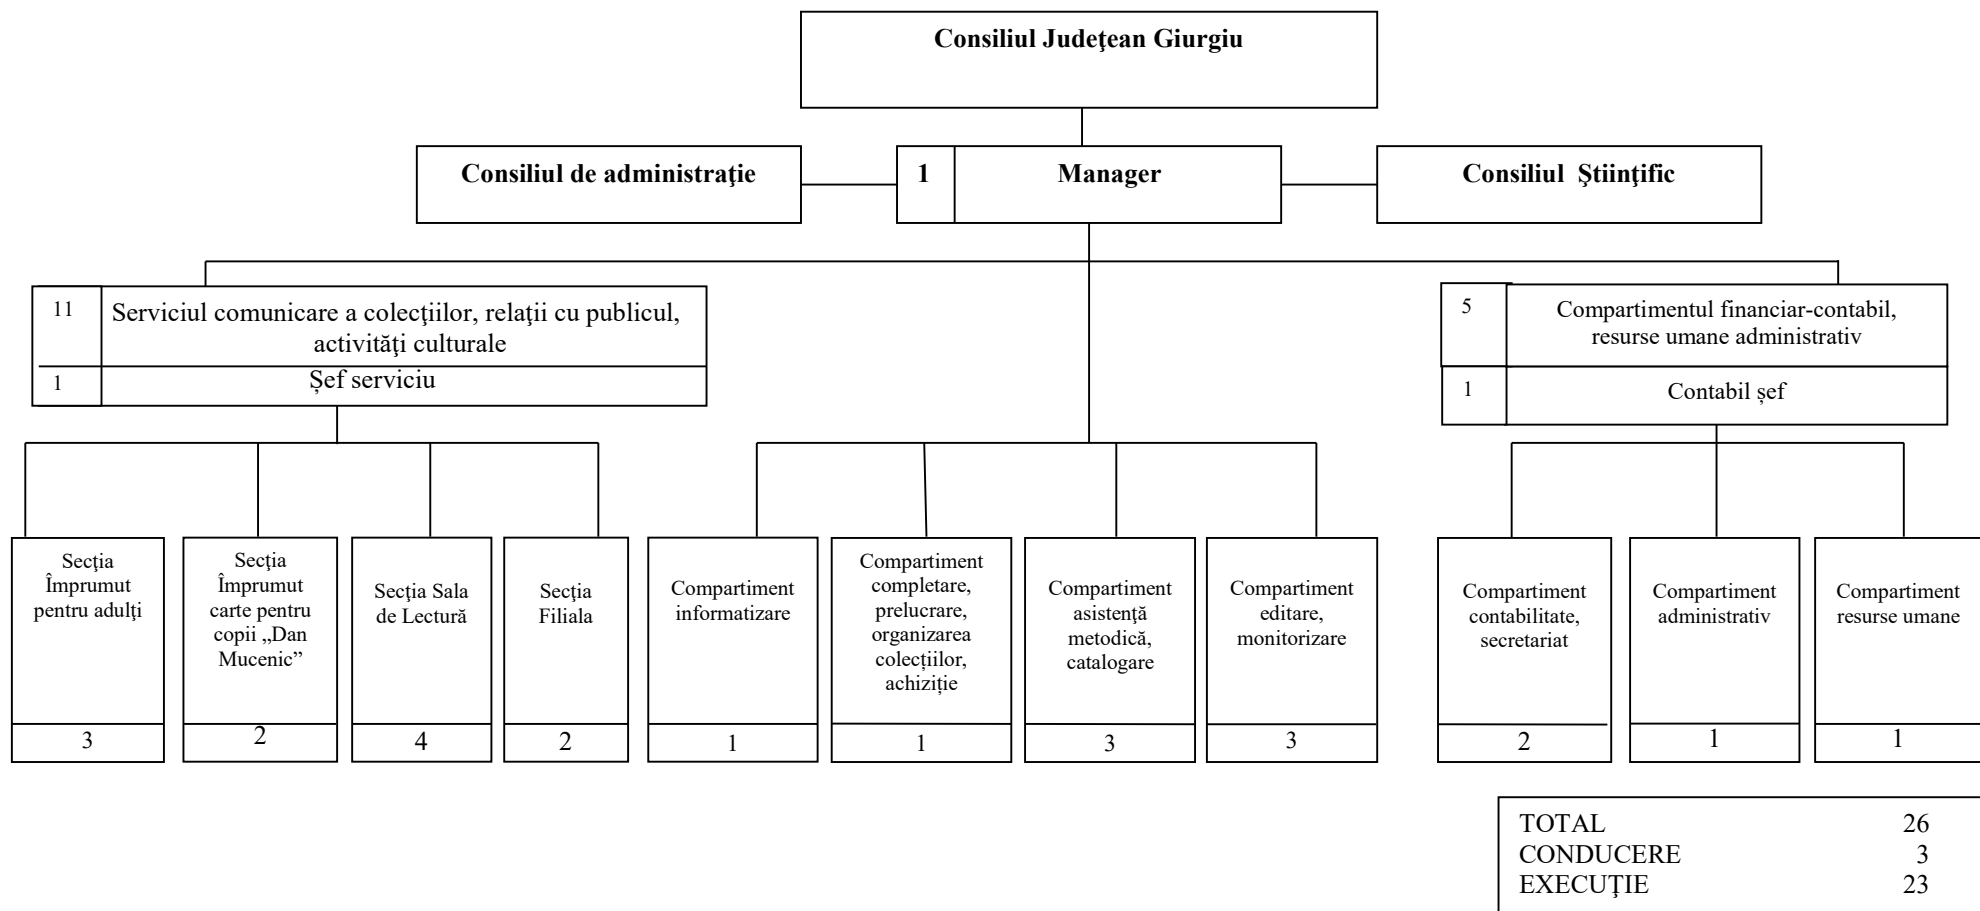 Consiliul Judeţean Giurgiu
Consiliul de administraţie
1
Manager
Consiliul Ştiinţific
11
Serviciul comunicare a colecţiilor, relaţii cu publicul,
activităţi culturale
1
Șef serviciu
5
Compartimentul financiar-contabil,
resurse umane administrativ
1
Contabil șef
Secţia
Împrumut
pentru adulţi
3
Secţia
Împrumut
carte pentru
copii „Dan
Mucenic”
2
Secţia Sala
de Lectură
4
Secţia
Filiala
2
Compartiment
informatizare
1
Compartiment
completare,
prelucrare,
organizarea
colecțiilor,
achiziție
1
Compartiment
asistenţă
metodică,
catalogare
3
Compartiment
editare,
monitorizare
3
Compartiment
contabilitate,
secretariat
2
Compartiment
administrativ
1
Compartiment
resurse umane
1
TOTAL 26
CONDUCERE 3
EXECUŢIE 23